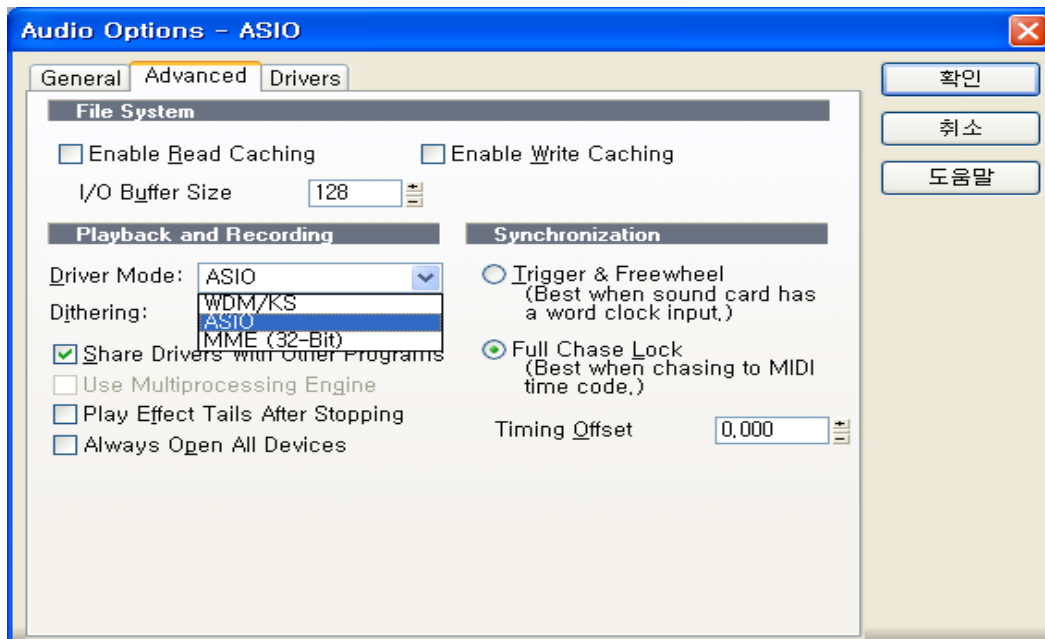 Audio Options - ASIO
General Advanced Drivers
확인
취소
도움말
File System
Enable Read Caching Enable Write Caching
I/O Buffer Size 128
Playback and Recording
Driver Mode: ASIO
WDM/KS
ASIO
MME (32-Bit)
Dithering:
Share Drivers with Other Programs
Use Multiprocessing Engine
Play Effect Tails After Stopping
Always Open All Devices
Synchronization
Trigger & Freewheel
(Best when sound card has
a word clock input.)
Full Chase Lock
(Best when chasing to MIDI
time code.)
Timing Offset 0.000